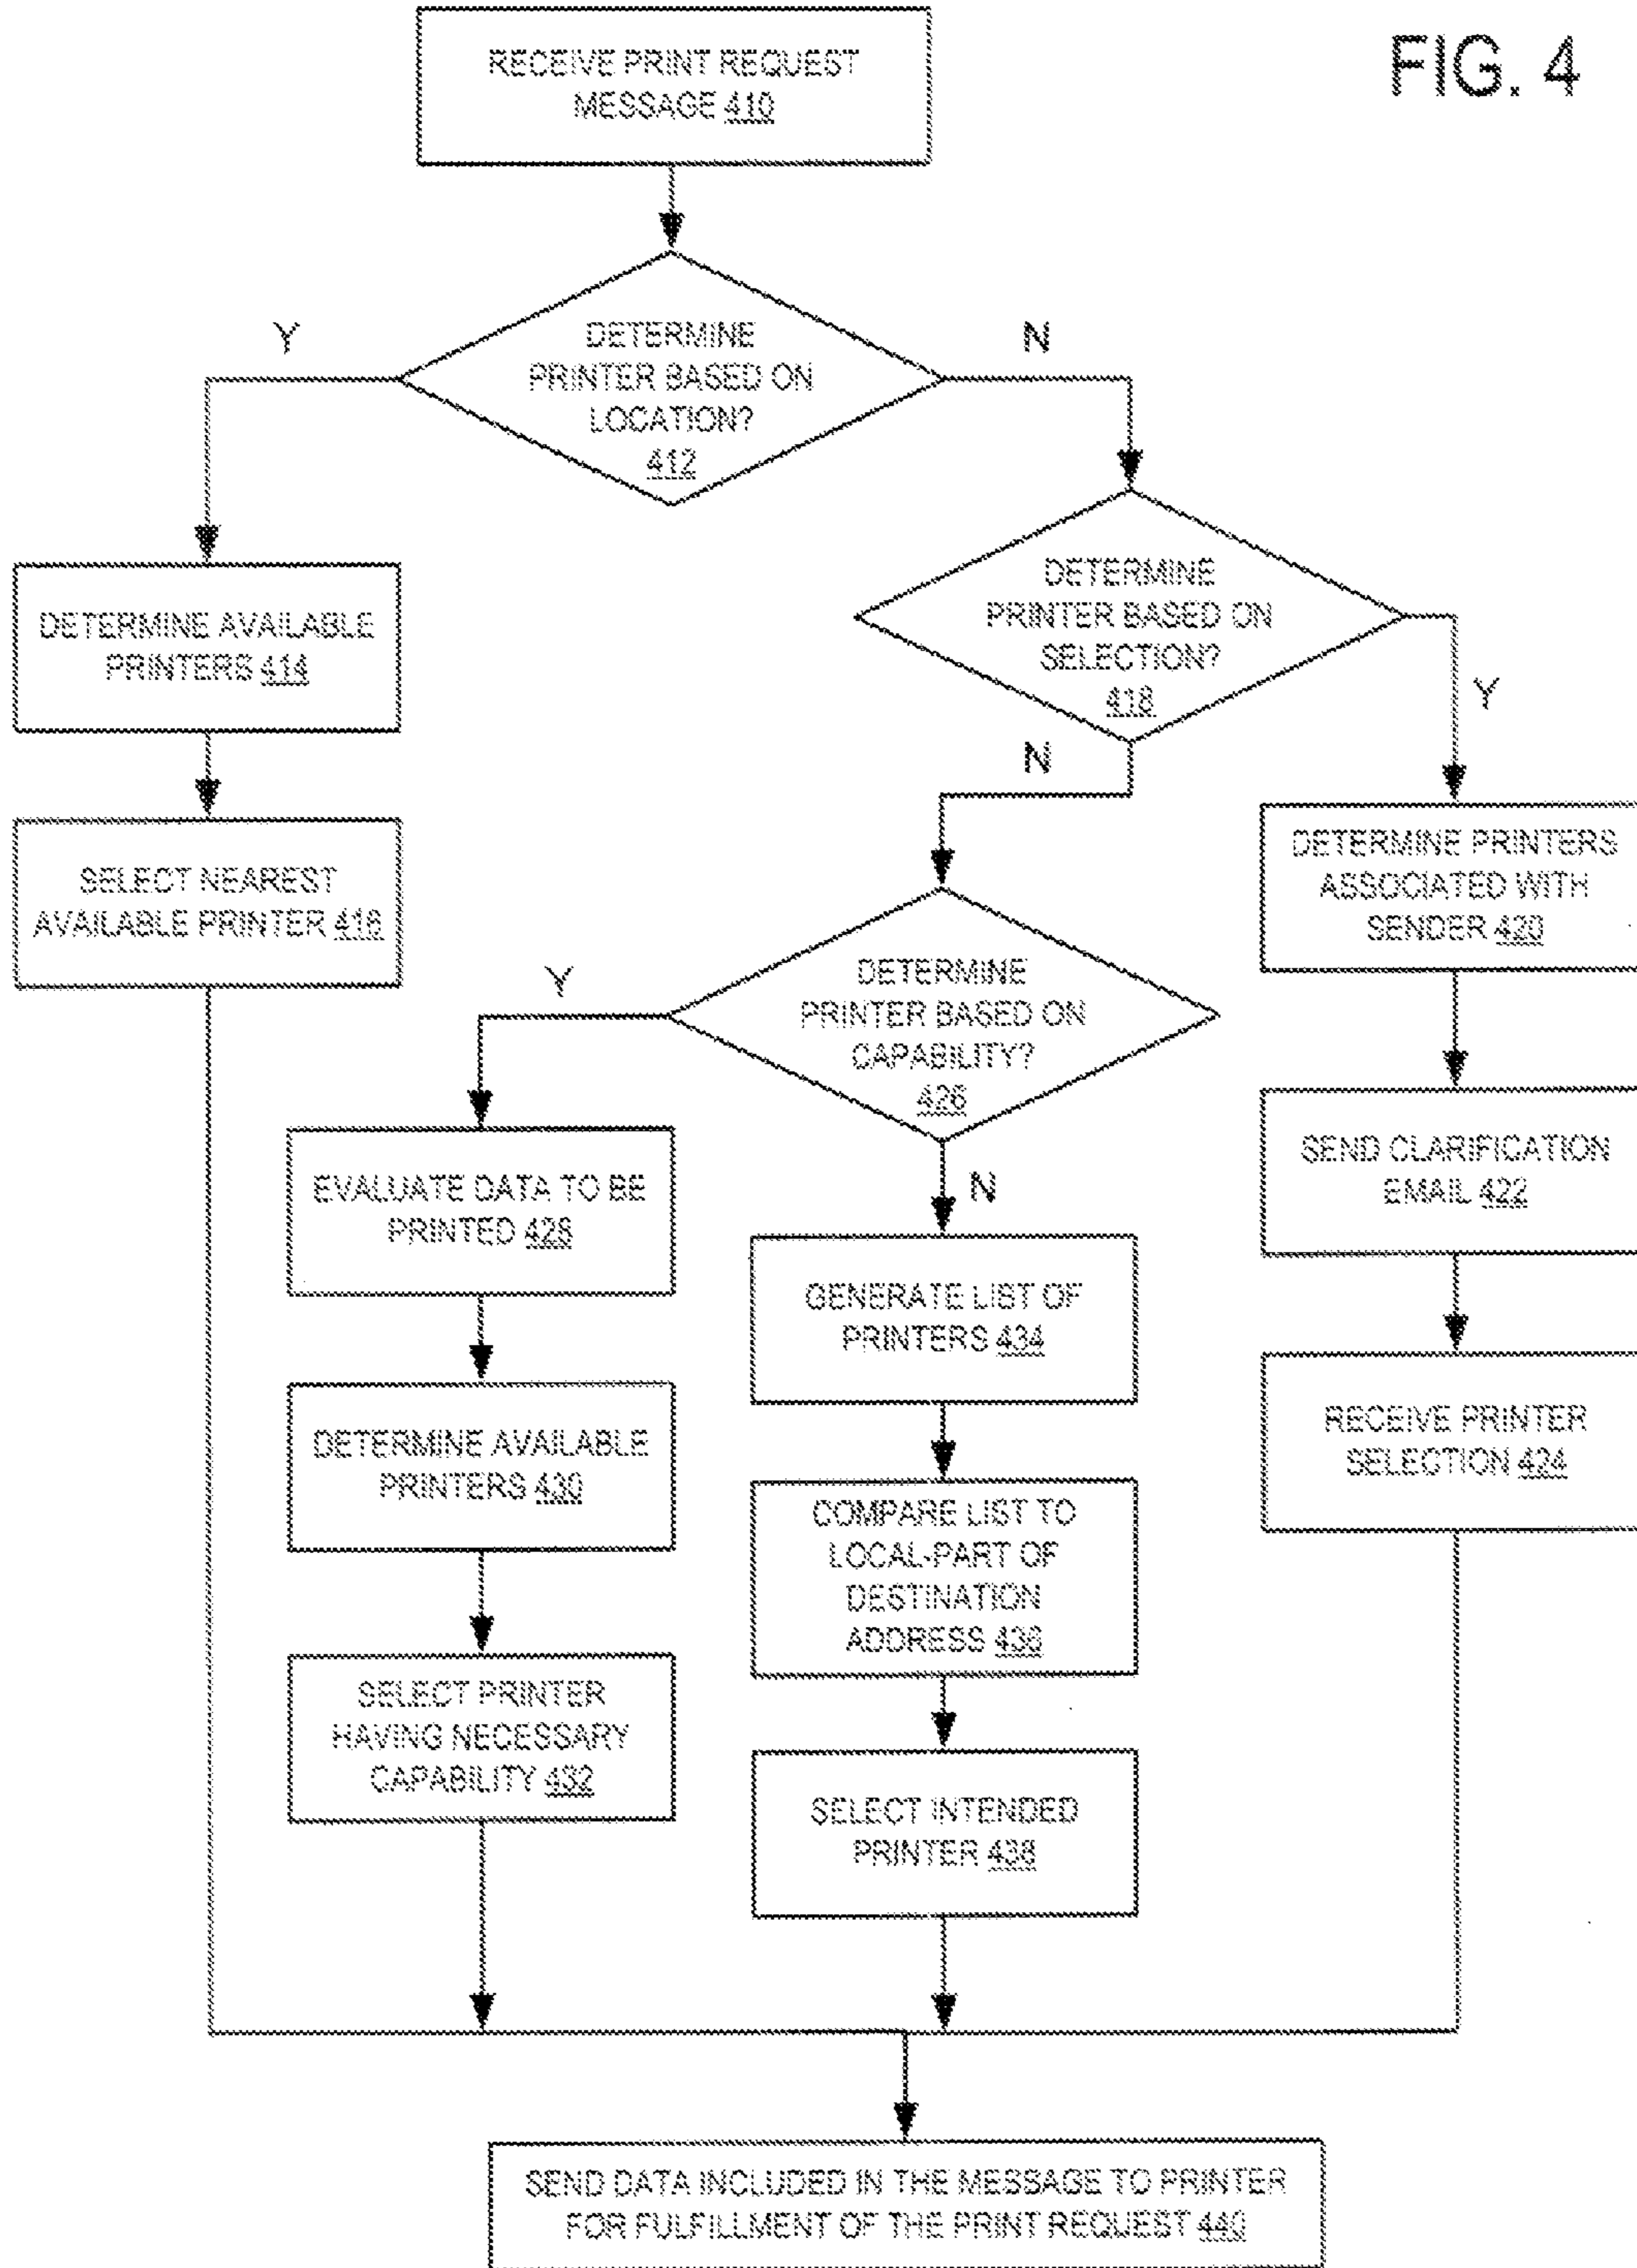 FIG. 4
RECEIVE PRINT REQUEST
MESSAGE 410
Y
DETERMINE
PRINTER BASED ON
LOCATION?
412
N
DETERMINE AVAILABLE
PRINTERS 414
SELECT NEAREST
AVAILABLE PRINTER 416
DETERMINE
PRINTER BASED ON
SELECTION?
418
Y
N
DETERMINE PRINTERS
ASSOCIATED WITH
SENDER 420
SEND CLARIFICATION
EMAIL 422
RECEIVE PRINTER
SELECTION 424
Y
DETERMINE
PRINTER BASED ON
CAPABILITY?
426
N
EVALUATE DATA TO BE
PRINTED 428
DETERMINE AVAILABLE
PRINTERS 430
SELECT PRINTER
HAVING NECESSARY
CAPABILITY 432
GENERATE LIST OF
PRINTERS 434
COMPARE LIST TO
LOCAL-PART OF
DESTINATION
ADDRESS 436
SELECT INTENDED
PRINTER 438
SEND DATA INCLUDED IN THE MESSAGE TO PRINTER
FOR FULFILLMENT OF THE PRINT REQUEST 440